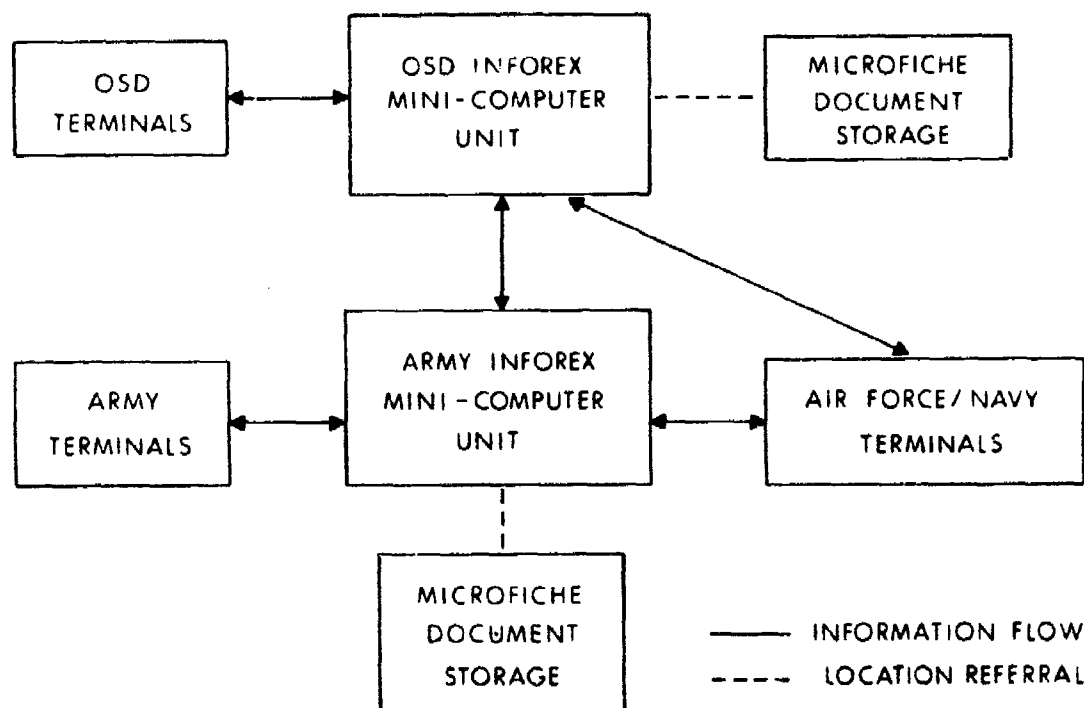 OSD
TERMINALS
OSD INFOREX
MINI-COMPUTER
UNIT
MICROFICHE
DOCUMENT
STORAGE
ARMY
TERMINALS
ARMY INFOREX
MINI-COMPUTER
UNIT
AIR FORCE/NAVY
TERMINALS
MICROFICHE
DOCUMENT
STORAGE
INFORMATION FLOW
LOCATION REFERRAL